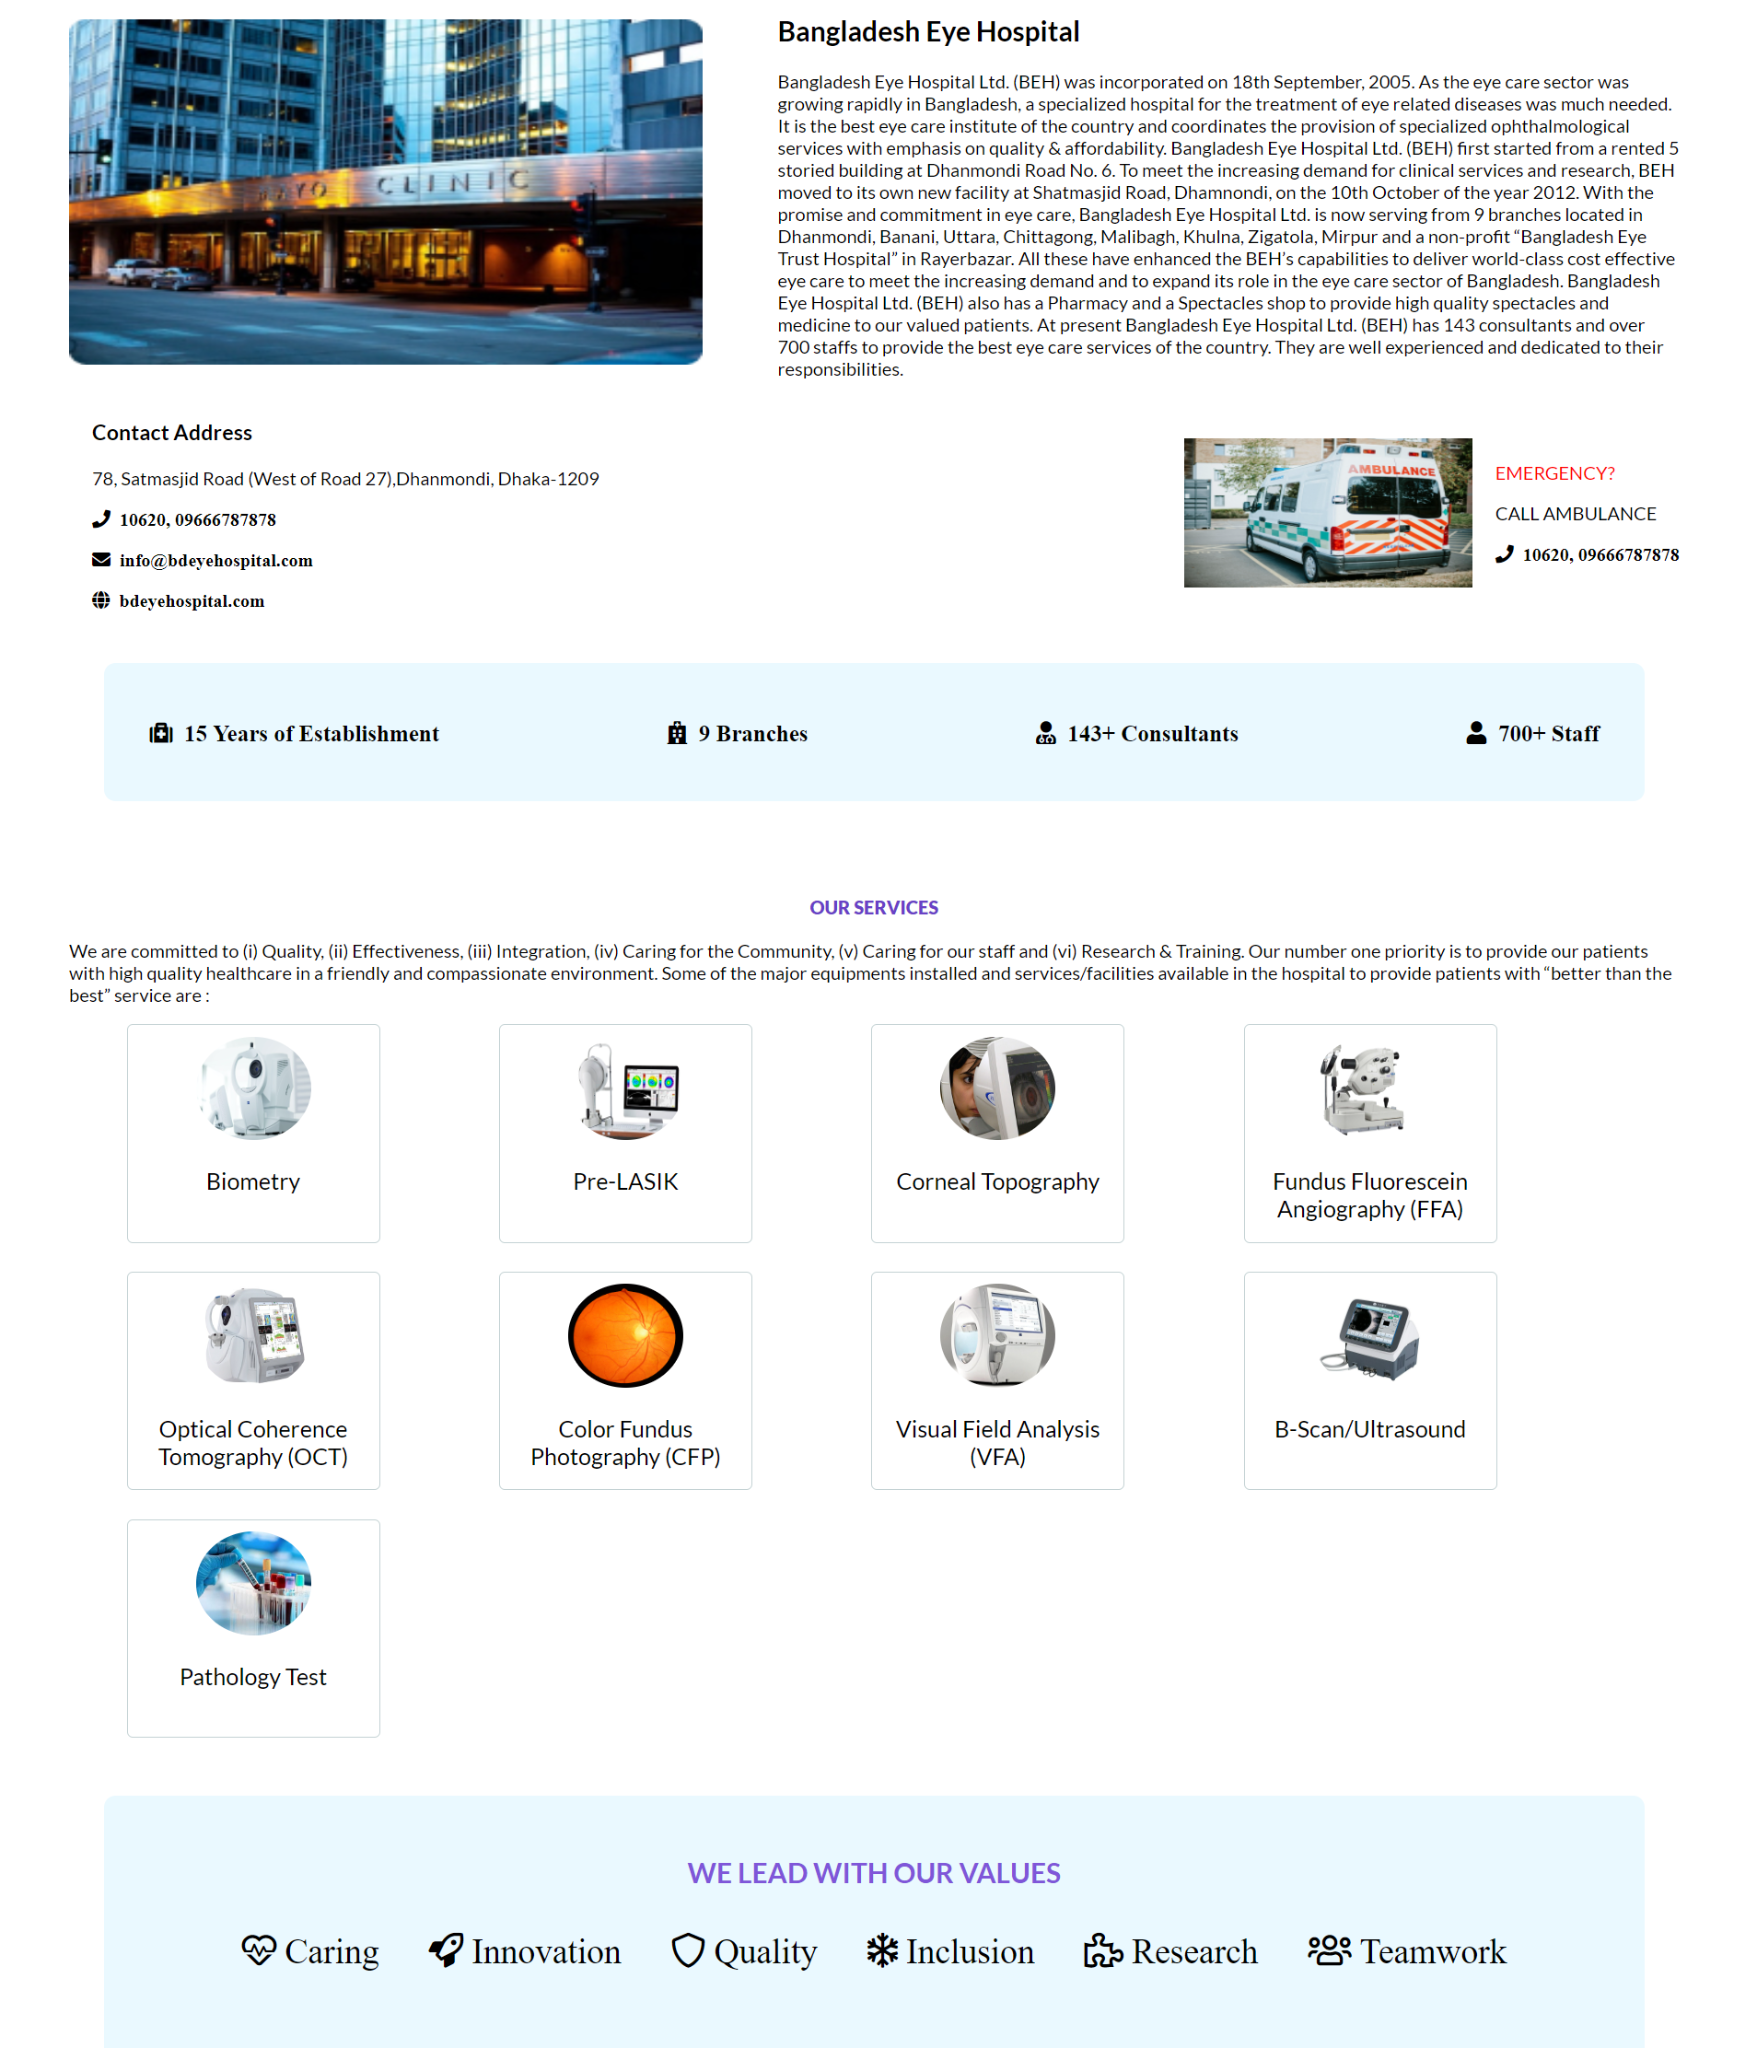 MAYO CLINIC
Bangladesh Eye Hospital
Bangladesh Eye Hospital Ltd. (BEH) was incorporated on 18th September, 2005. As the eye care sector was
growing rapidly in Bangladesh, a specialized hospital for the treatment of eye related diseases was much needed.
It is the best eye care institute of the country and coordinates the provision of specialized ophthalmological
services with emphasis on quality & affordability. Bangladesh Eye Hospital Ltd. (BEH) first started from a rented 5
storied building at Dhanmondi Road No. 6. To meet the increasing demand for clinical services and research, BEH
moved to its own new facility at Shatmasjid Road, Dhamnondi, on the 10th October of the year 2012. With the
promise and commitment in eye care, Bangladesh Eye Hospital Ltd. is now serving from 9 branches located in
Dhanmondi, Banani, Uttara, Chittagong, Malibagh, Khulna, Zigatola, Mirpur and a non-profit “Bangladesh Eye
Trust Hospital” in Rayerbazar. All these have enhanced the BEH’s capabilities to deliver world-class cost effective
eye care to meet the increasing demand and to expand its role in the eye care sector of Bangladesh. Bangladesh
Eye Hospital Ltd. (BEH) also has a Pharmacy and a Spectacles shop to provide high quality spectacles and
medicine to our valued patients. At present Bangladesh Eye Hospital Ltd. (BEH) has 143 consultants and over
700 staffs to provide the best eye care services of the country. They are well experienced and dedicated to their
responsibilities.
Contact Address
78, Satmasjid Road (West of Road 27),Dhanmondi, Dhaka-1209
10620, 09666787878
info@bdeyehospital.com
bdeyehospital.com
AMBULANCE
EMERGENCY?
CALL AMBULANCE
10620, 09666787878
15 Years of Establishment
9 Branches
143+ Consultants
700+ Staff
OUR SERVICES
We are committed to (i) Quality, (ii) Effectiveness, (iii) Integration, (iv) Caring for the Community, (v) Caring for our staff and (vi) Research & Training. Our number one priority is to provide our patients
with high quality healthcare in a friendly and compassionate environment. Some of the major equipments installed and services/facilities available in the hospital to provide patients with “better than the
best” service are :
Biometry
Pre-LASIK
Corneal Topography
Fundus Fluorescein
Angiography (FFA)
Optical Coherence
Tomography (OCT)
Color Fundus
Photography (CFP)
Visual Field Analysis
(VFA)
B-Scan/Ultrasound
Pathology Test
WE LEAD WITH OUR VALUES
Caring
Innovation
Quality
Inclusion
Research
Teamwork